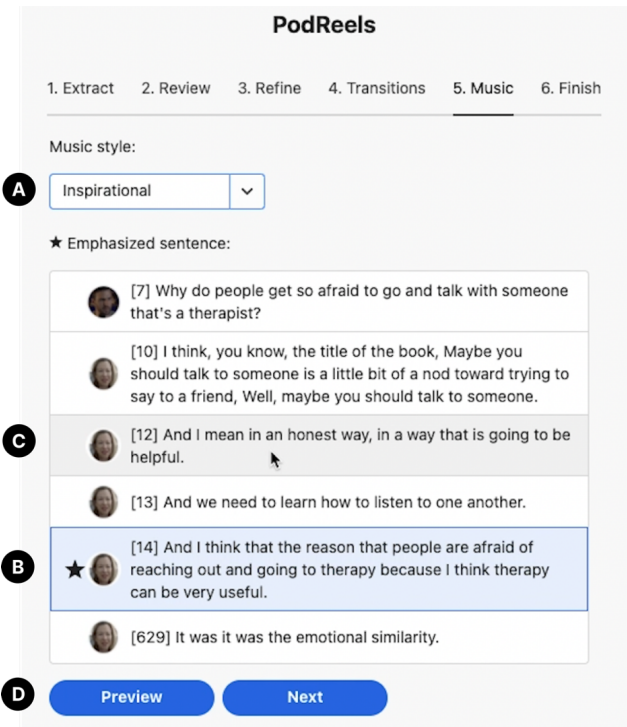 PodReels
1. Extract 2. Review 3. Refine 4. Transitions 5. Music 6. Finish
Music style:
A Inspirational
★ Emphasized sentence:
[7] Why do people get so afraid to go and talk with someone
that's a therapist?
[10] I think, you know, the title of the book, Maybe you
should talk to someone is a little bit of a nod toward trying to
say to a friend, Well, maybe you should talk to someone.
C [12] And I mean in an honest way, in a way that is going to be
helpful.
[13] And we need to learn how to listen to one another.
[14] And I think that the reason that people are afraid of
B ★ reaching out and going to therapy because I think therapy
can be very useful.
[629] It was it was the emotional similarity.
D Preview Next